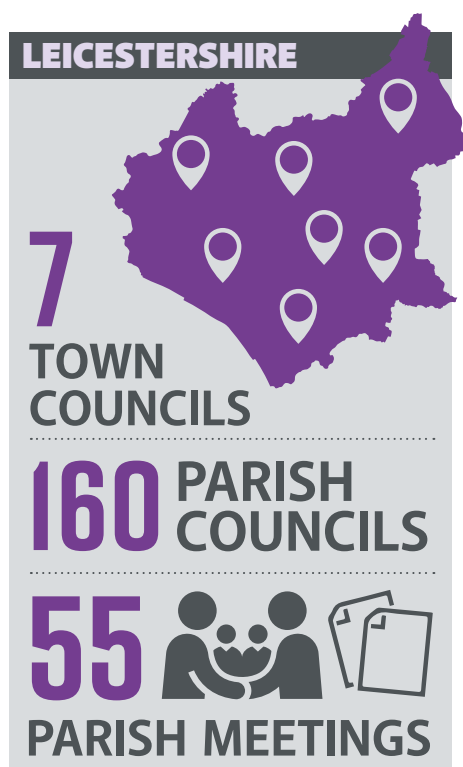 LEICESTERSHIRE
7
TOWN
COUNCILS
160 PARISH
COUNCILS
55
PARISH MEETINGS